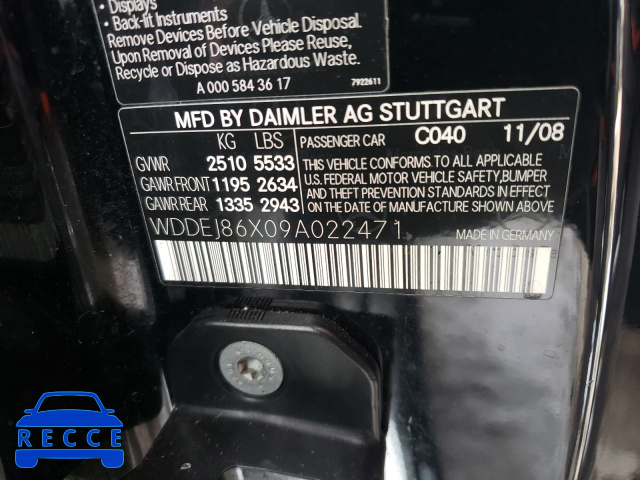 • Displays
• Back-lit Instruments
Remove Devices Before Vehicle Disposal.
Upon Removal of Devices Please Reuse,
Recycle or Dispose as Hazardous Waste.
A 000 584 36 17 7922611
MFD BY DAIMLER AG STUTTGART
KG LBS PASSENGER CAR C040 11/08
GVWR 2510 5533
GAWR FRONT 1195 2634
GAWR REAR 1335 2943
THIS VEHICLE CONFORMS TO ALL APPLICABLE
U.S. FEDERAL MOTOR VEHICLE SAFETY,BUMPER
AND THEFT PREVENTION STANDARDS IN EFFECT
ON THE DATE OF MANUFACTURE SHOWN ABOVE.
WDDEJ86X09A022471 MADE IN GERMANY
RECCE